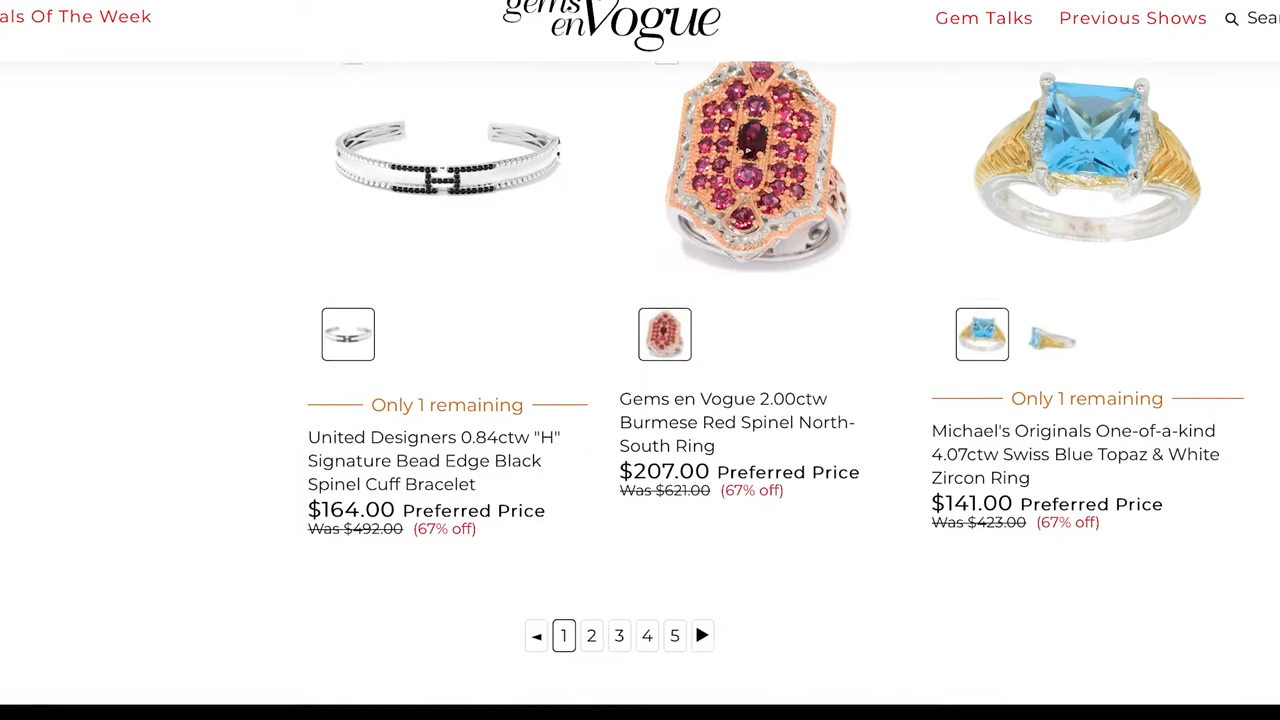 als Of The Week
gems
enVogue
Gem Talks
Previous Shows
Sea
Only 1 remaining
United Designers 0.84ctw "H"
Signature Bead Edge Black
Spinel Cuff Bracelet
$164.00 Preferred Price
Was $492.00 (67% off)
Gems en Vogue 2.00ctw
Burmese Red Spinel North-
South Ring
$207.00 Preferred Price
Was $621.00 (67% off)
Only 1 remaining
Michael's Originals One-of-a-kind
4.07ctw Swiss Blue Topaz & White
Zircon Ring
$141.00 Preferred Price
Was $423.00 (67% off)
◄ 1 2 3 4 5 ►